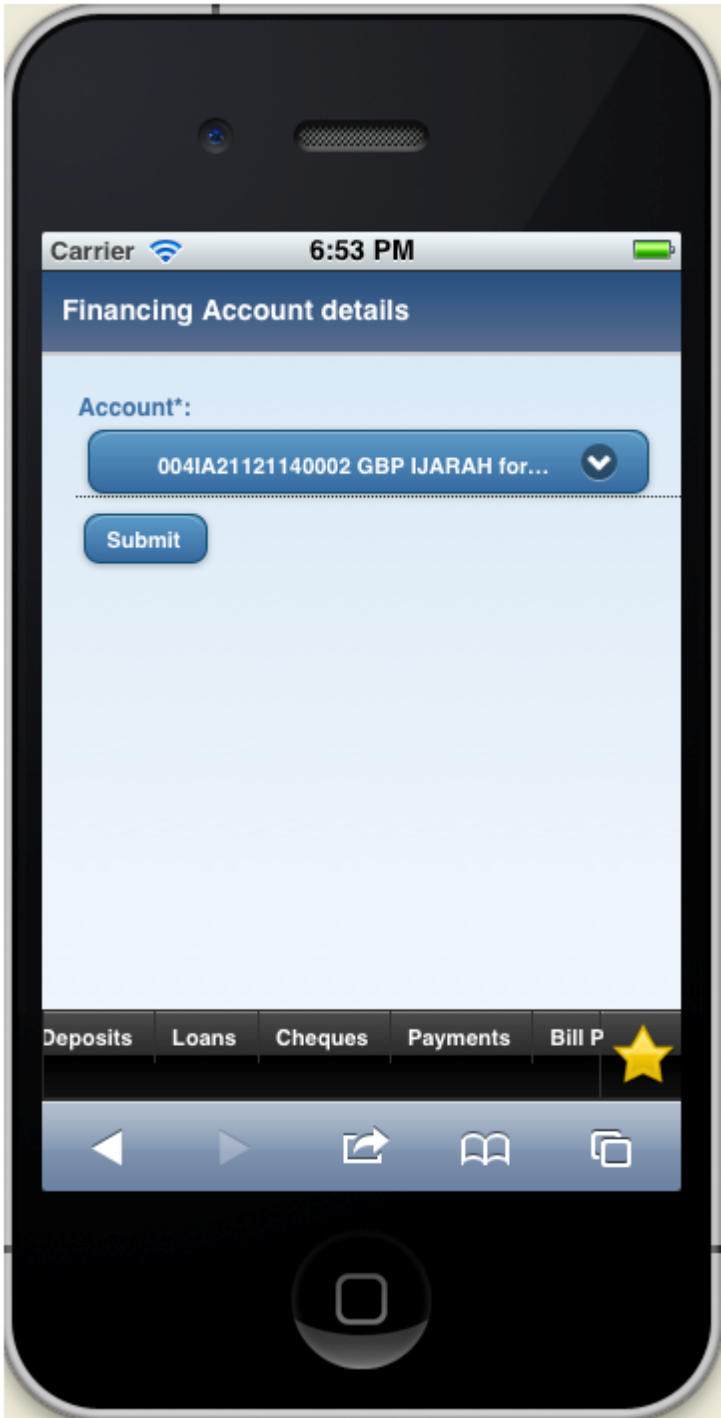 Carrier 6:53 PM
Financing Account details
Account*:
004IA21121140002 GBP IJARAH for...
Submit
Deposits Loans Cheques Payments Bill P